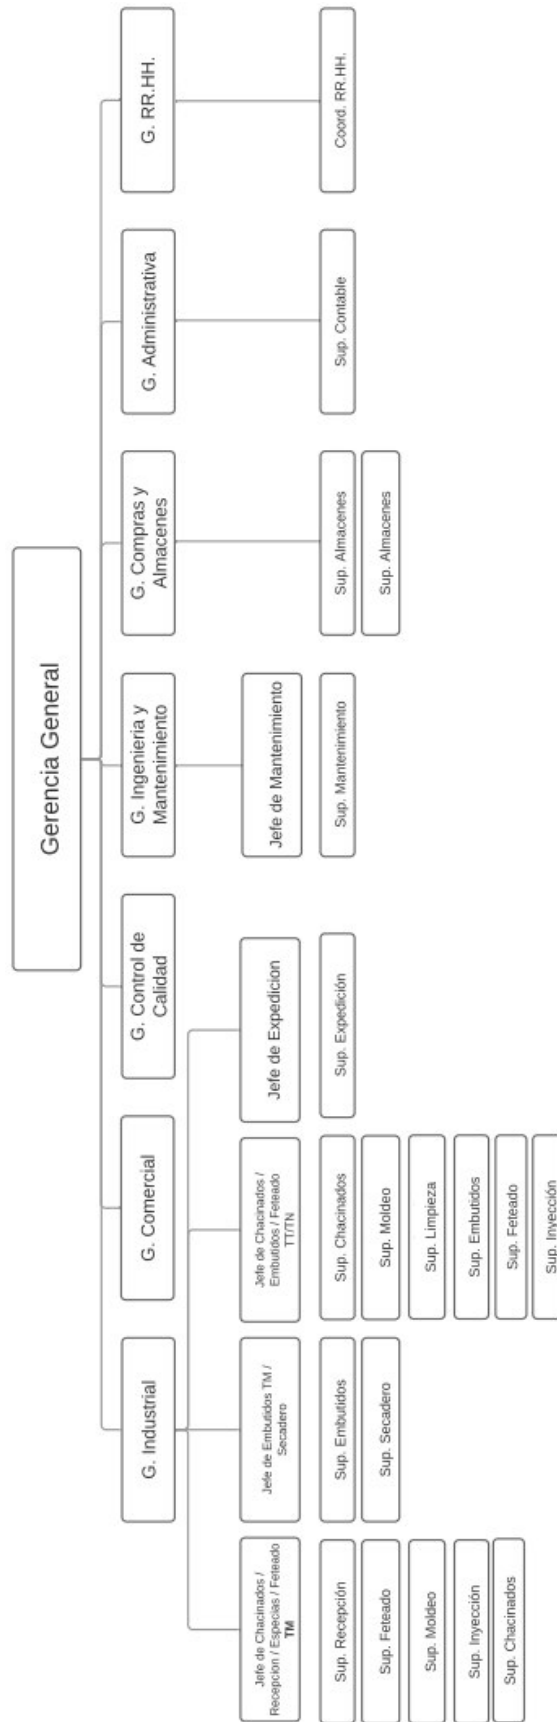 Gerencia General
G. Industrial
G. Comercial
G. Control de
Calidad
G. Ingenieria y
Mantenimiento
G. Compras y
Almacenes
G. Administrativa
G. RR.HH.
Jefe de Chacinados /
Recepcion / Especias / Feteado
TM
Jefe de Embutidos TM /
Secadero
Jefe de Chacinados /
Embutidos / Feteado
TT/TN
Jefe de Expedicion
Jefe de Mantenimiento
Sup. Recepción
Sup. Feteado
Sup. Moldeo
Sup. Inyección
Sup. Chacinados
Sup. Embutidos
Sup. Secadero
Sup. Chacinados
Sup. Moldeo
Sup. Limpieza
Sup. Embutidos
Sup. Feteado
Sup. Inyección
Sup. Expedición
Sup. Mantenimiento
Sup. Almacenes
Sup. Almacenes
Sup. Contable
Coord. RR.HH.